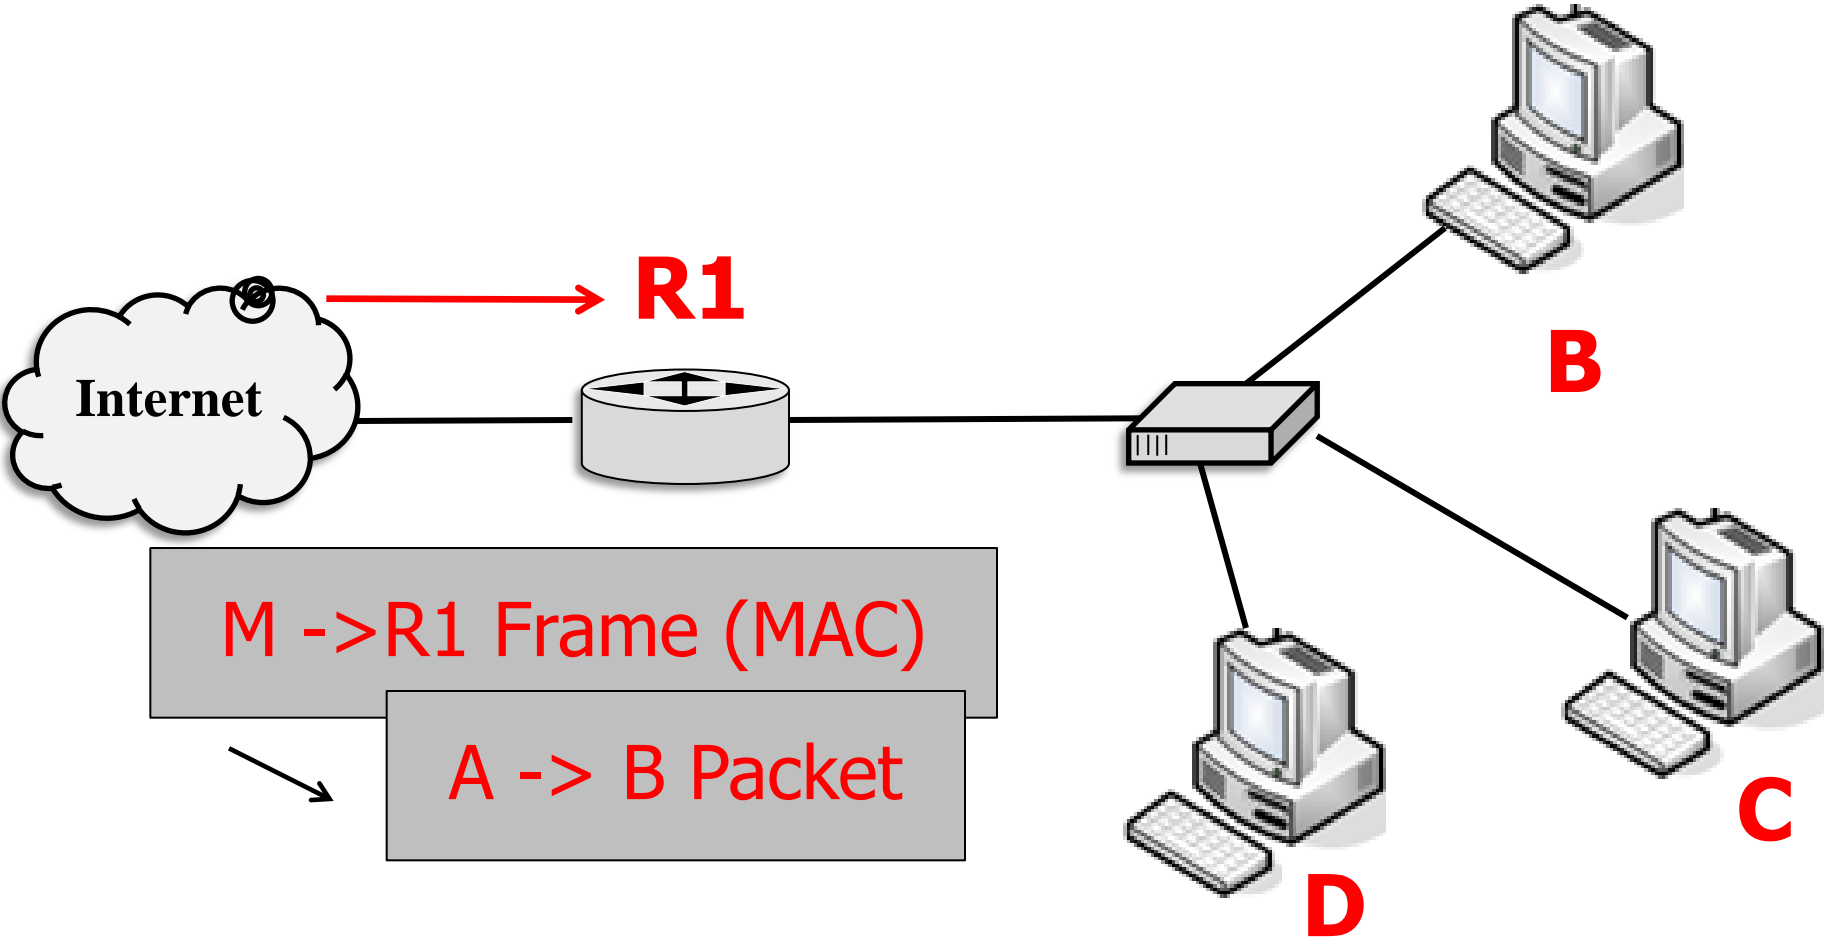 R1
B
Internet
M ->R1 Frame (MAC)
A -> B Packet
C
D